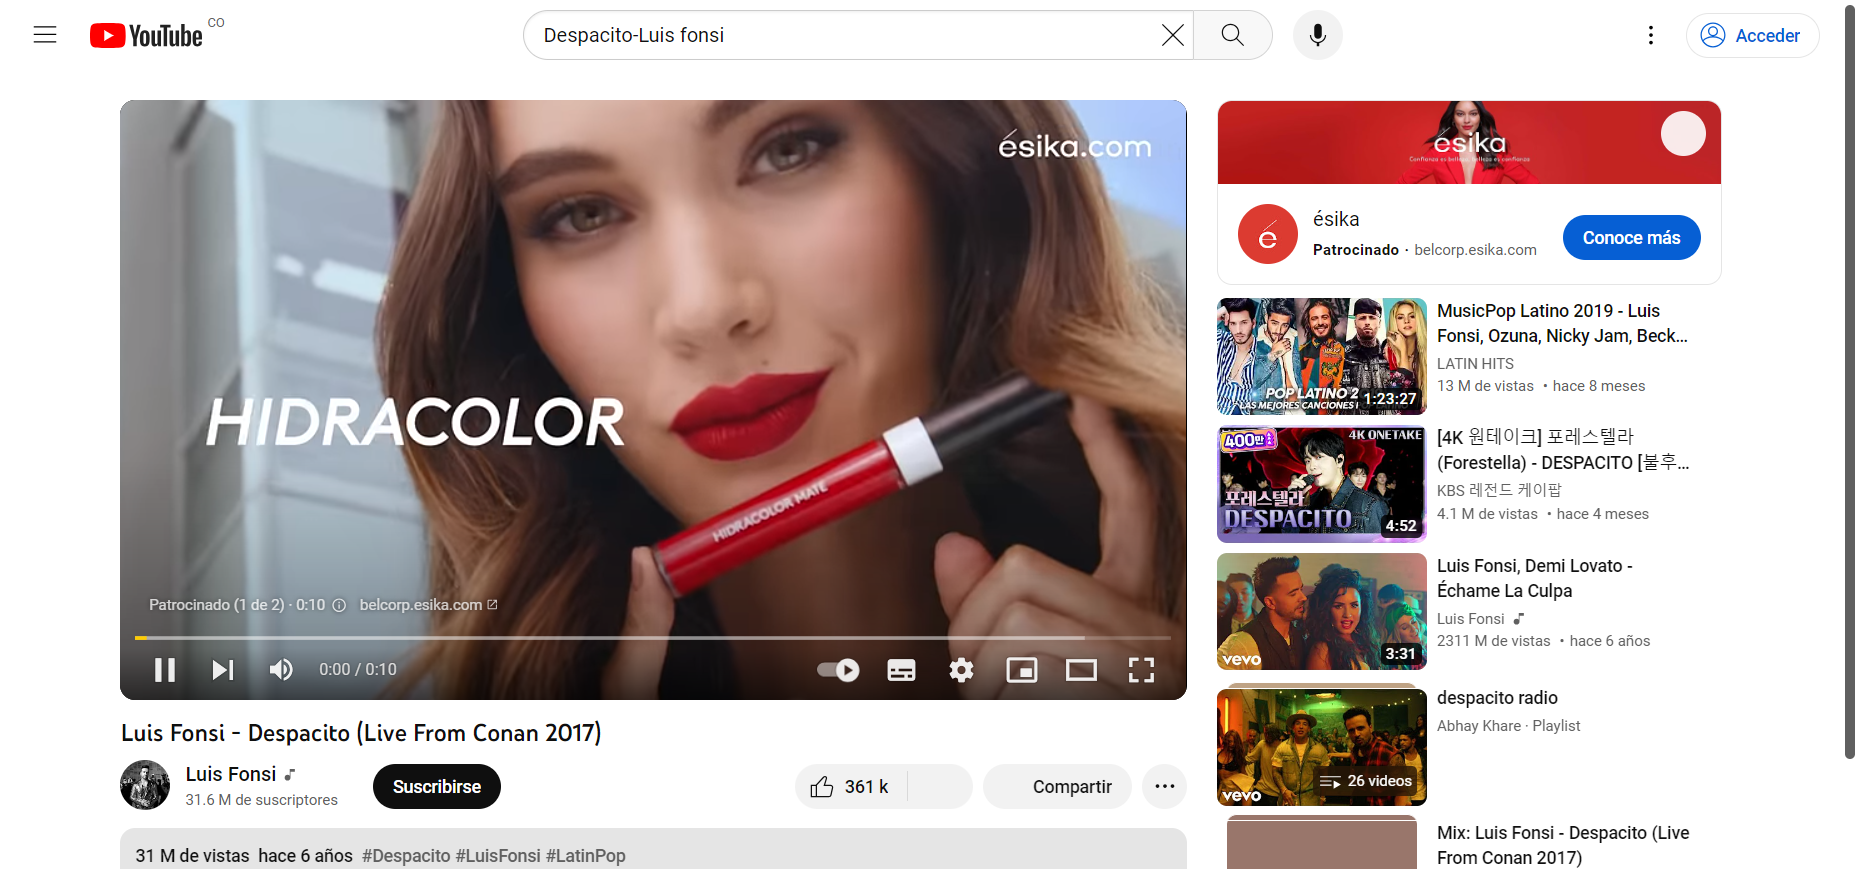 YouTube CO
Despacito-Luis fonsi
Acceder
ésika.com
HIDRACOLOR
HIDRACOLOR MATE
Patrocinado (1 de 2) · 0:10 belcorp.esika.com
0:00 / 0:10
Luis Fonsi - Despacito (Live From Conan 2017)
Luis Fonsi
31.6 M de suscriptores
Suscribirse
361 k
Compartir
31 M de vistas hace 6 años #Despacito #LuisFonsi #LatinPop
ésika
Confianza es belleza, belleza es confianza
é
ésika
Patrocinado · belcorp.esika.com
Conoce más
POP LATINO 2
LAS MEJORES CANCIONES
1:23:27
MusicPop Latino 2019 - Luis
Fonsi, Ozuna, Nicky Jam, Beck...
LATIN HITS
13 M de vistas • hace 8 meses
400만
4K ONETAKE
포레스텔라
DESPACITO
4:52
[4K 원테이크] 포레스텔라
(Forestella) - DESPACITO [불후...
KBS 레전드 케이팝
4.1 M de vistas • hace 4 meses
vevo
3:31
Luis Fonsi, Demi Lovato -
Échame La Culpa
Luis Fonsi
2311 M de vistas • hace 6 años
vevo
26 videos
despacito radio
Abhay Khare · Playlist
Mix: Luis Fonsi - Despacito (Live
From Conan 2017)